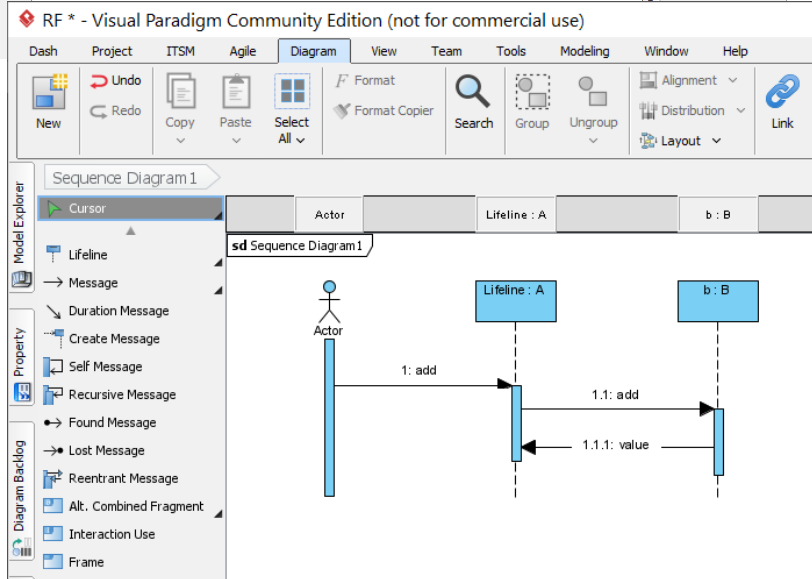 RF * - Visual Paradigm Community Edition (not for commercial use)
Dash Project ITSM Agile Diagram View Team Tools Modeling Window Help
New
Undo
Redo
Copy
Paste
Select
All
Format
Format Copier
Search
Group
Ungroup
Alignment
Distribution
Layout
Link
Model Explorer
Property
Diagram Backlog
Sequence Diagram1
Cursor
Lifeline
Message
Duration Message
Create Message
Self Message
Recursive Message
Found Message
Lost Message
Reentrant Message
Alt. Combined Fragment
Interaction Use
Frame
Actor Lifeline : A b : B
sd Sequence Diagram1
Lifeline : A b : B
Actor
1: add
1.1: add
1.1.1: value